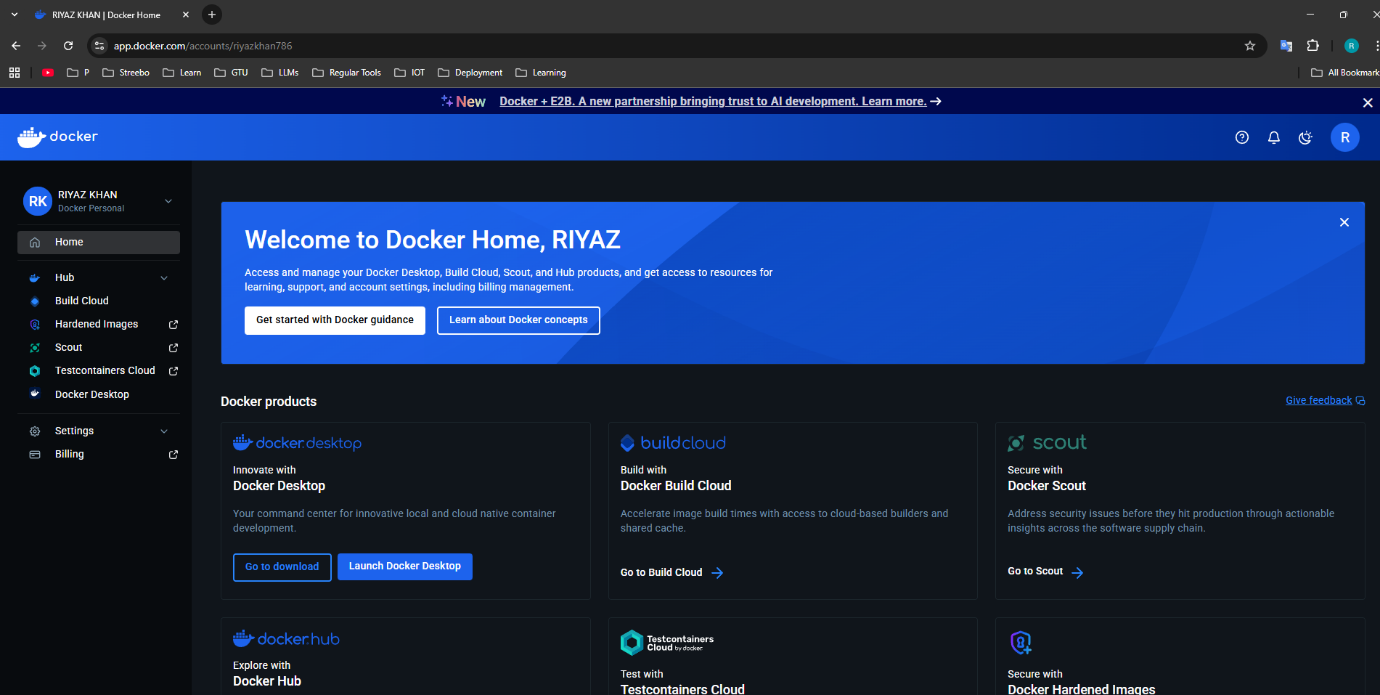 RIYAZ KHAN | Docker Home
app.docker.com/accounts/riyazkhan786
R
P
Streebo
Learn
GTU
LLMs
Regular Tools
IOT
Deployment
Learning
All Bookmark
New Docker + E2B. A new partnership bringing trust to AI development. Learn more. →
docker
R
RK
RIYAZ KHAN
Docker Personal
Home
Hub
Build Cloud
Hardened Images
Scout
Testcontainers Cloud
Docker Desktop
Settings
Billing
Welcome to Docker Home, RIYAZ
Access and manage your Docker Desktop, Build Cloud, Scout, and Hub products, and get access to resources for
learning, support, and account settings, including billing management.
Get started with Docker guidance
Learn about Docker concepts
Docker products
Give feedback
docker.desktop
Innovate with
Docker Desktop
Your command center for innovative local and cloud native container
development.
Go to download
Launch Docker Desktop
buildcloud
Build with
Docker Build Cloud
Accelerate image build times with access to cloud-based builders and
shared cache.
Go to Build Cloud →
scout
Secure with
Docker Scout
Address security issues before they hit production through actionable
insights across the software supply chain.
Go to Scout →
docker.hub
Explore with
Docker Hub
Testcontainers
Cloud by docker
Test with
Testcontainers Cloud
Secure with
Docker Hardened Images